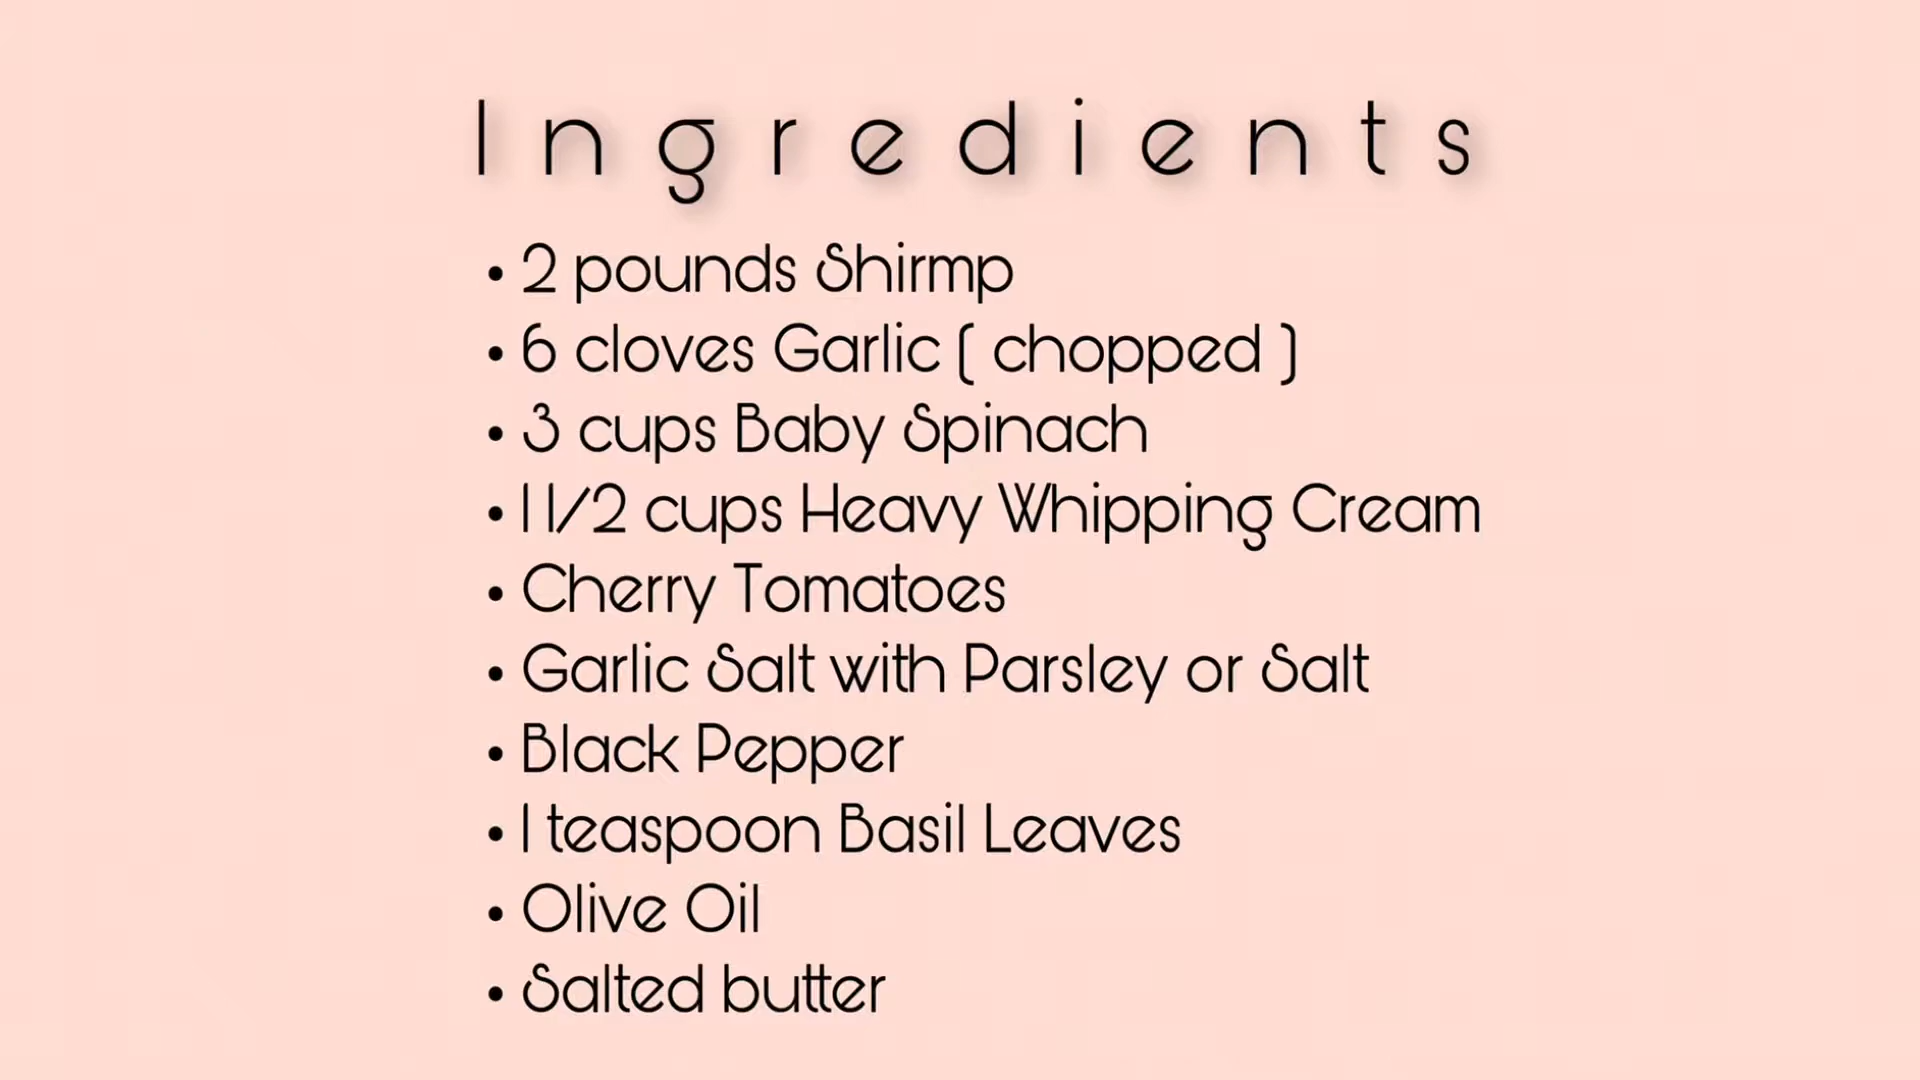 Ingredients
• 2 pounds Shirmp
• 6 cloves Garlic ( chopped )
• 3 cups Baby Spinach
• 1 1/2 cups Heavy Whipping Cream
• Cherry Tomatoes
• Garlic Salt with Parsley or Salt
• Black Pepper
• 1 teaspoon Basil Leaves
• Olive Oil
• Salted butter